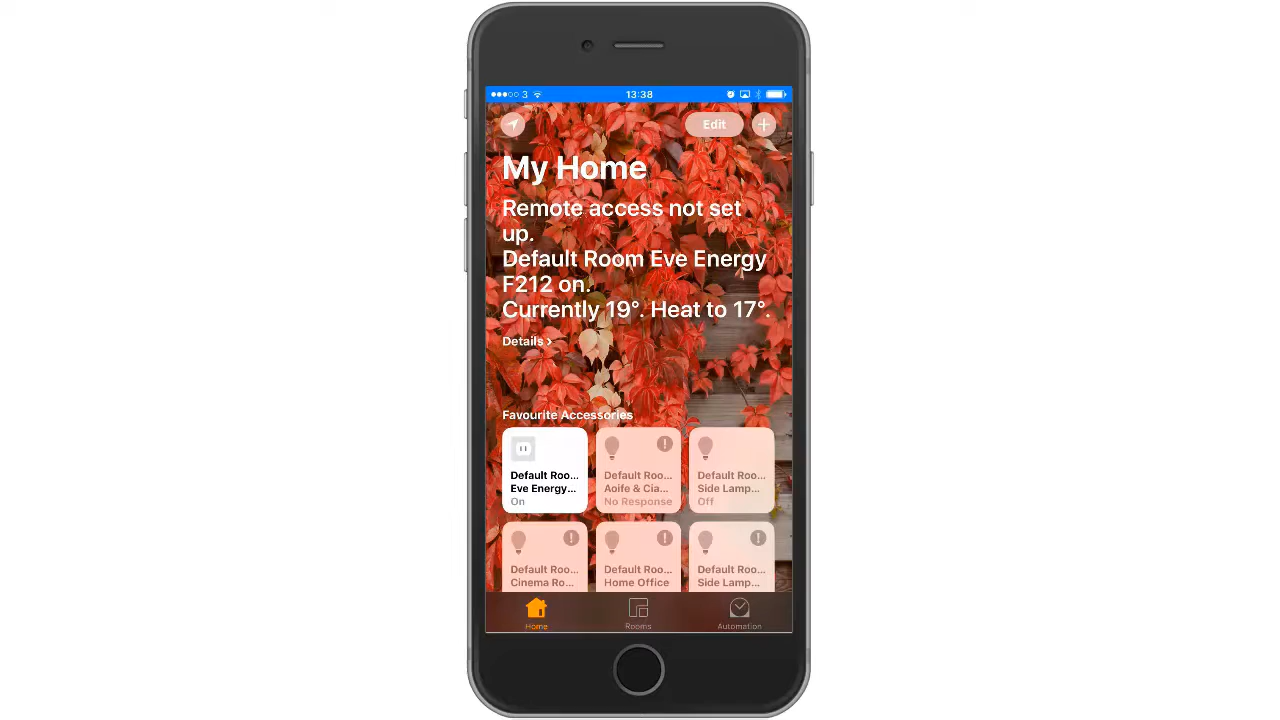 3 13:38
Edit
My Home
Remote access not set
up.
Default Room Eve Energy
F212 on.
Currently 19°. Heat to 17°.
Details ›
Favourite Accessories
Default Roo... Default Roo... Default Roo...
Eve Energy... Aoife & Cia... Side Lamp...
On No Response Off
Default Roo... Default Roo... Default Roo...
Cinema Ro... Home Office Side Lamp...
Home Rooms Automation